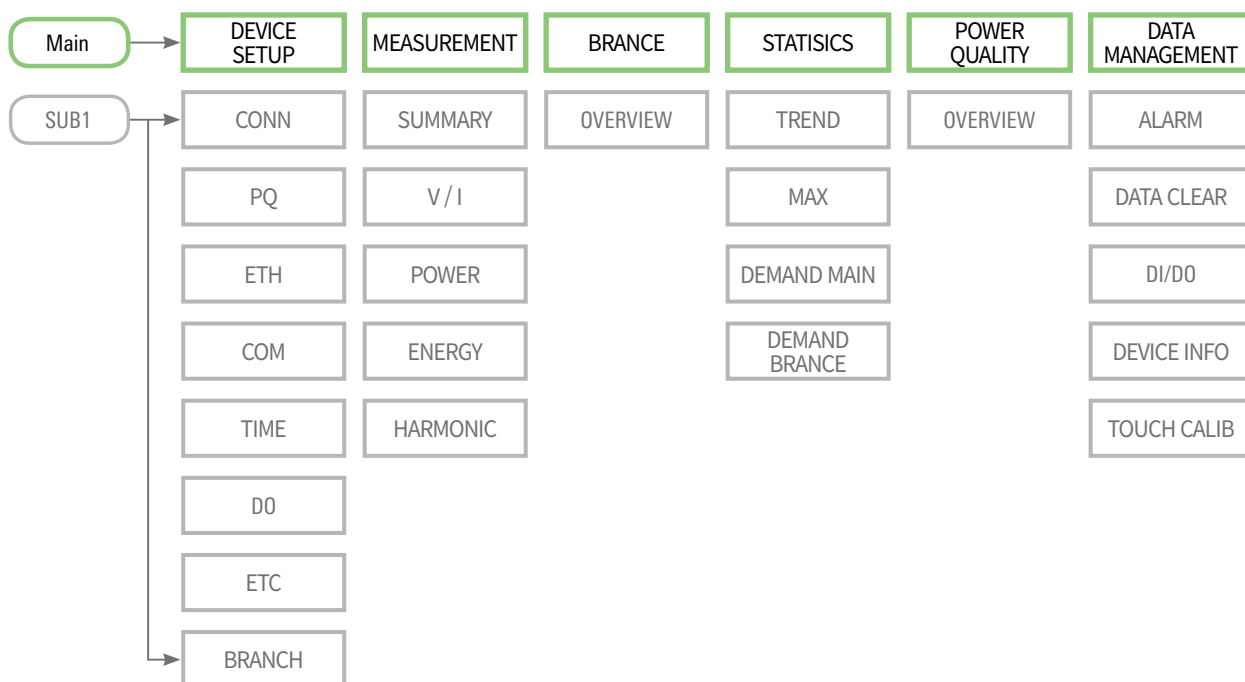 Main
DEVICE
SETUP
MEASUREMENT
BRANCE
STATISICS
POWER
QUALITY
DATA
MANAGEMENT
SUB1
CONN
SUMMARY
OVERVIEW
TREND
OVERVIEW
ALARM
PQ
V / I
MAX
DATA CLEAR
ETH
POWER
DEMAND MAIN
DI/DO
COM
ENERGY
DEMAND
BRANCE
DEVICE INFO
TIME
HARMONIC
TOUCH CALIB
DO
ETC
BRANCH